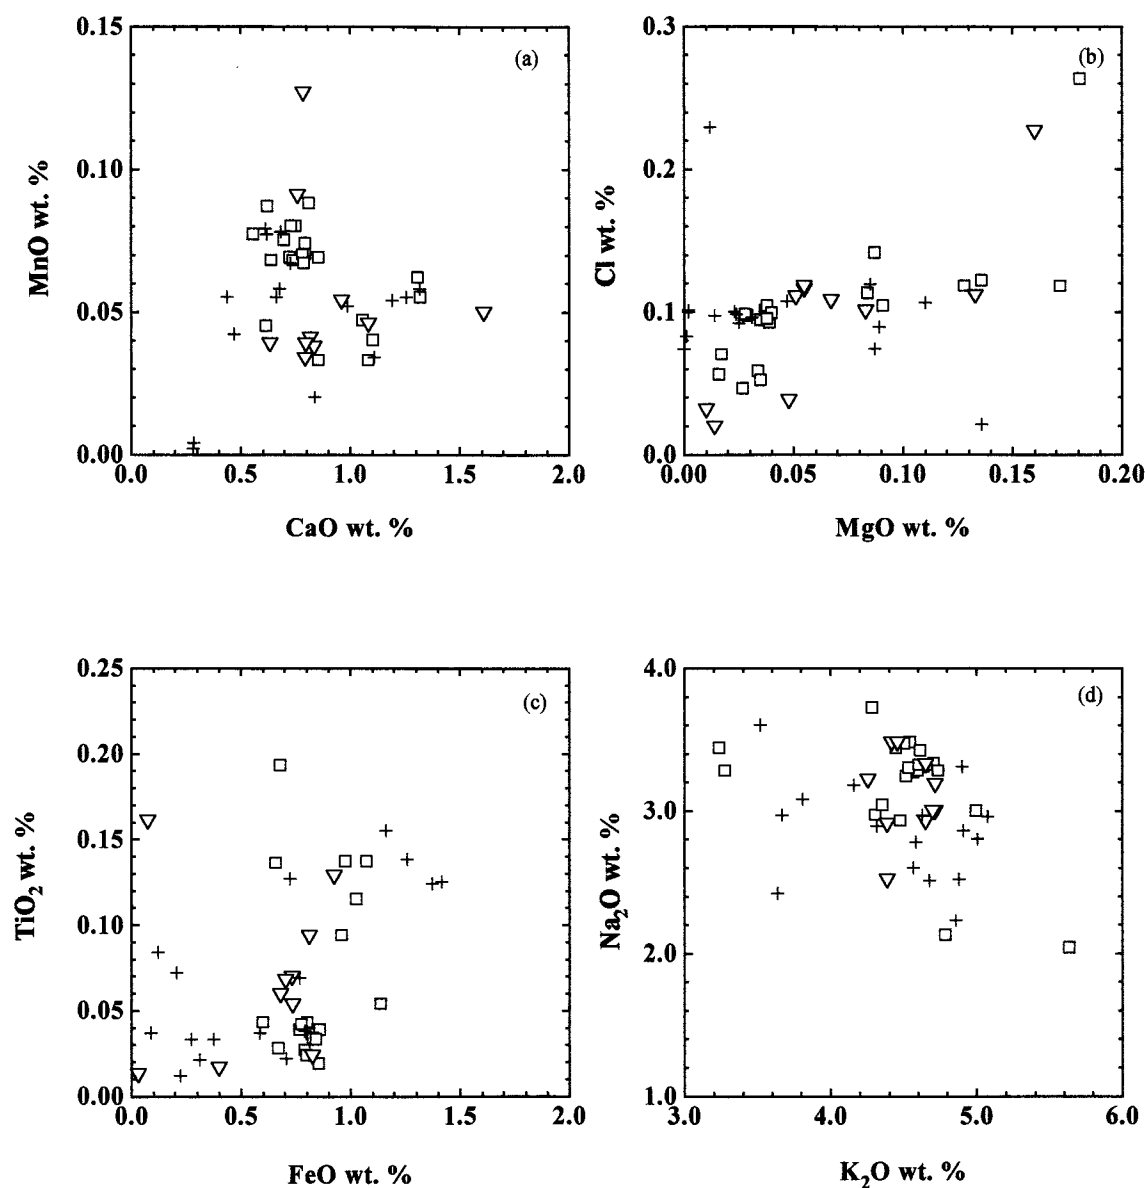 (a)
0.15
0.10
0.05
0.00
MnO wt. %
0.0 0.5 1.0 1.5 2.0
CaO wt. %
(b)
0.3
0.2
0.1
0.0
Cl wt. %
0.00 0.05 0.10 0.15 0.20
MgO wt. %
(c)
0.25
0.20
0.15
0.10
0.05
0.00
TiO₂ wt. %
0.0 0.5 1.0 1.5 2.0
FeO wt. %
(d)
4.0
3.0
2.0
1.0
Na₂O wt. %
3.0 4.0 5.0 6.0
K₂O wt. %